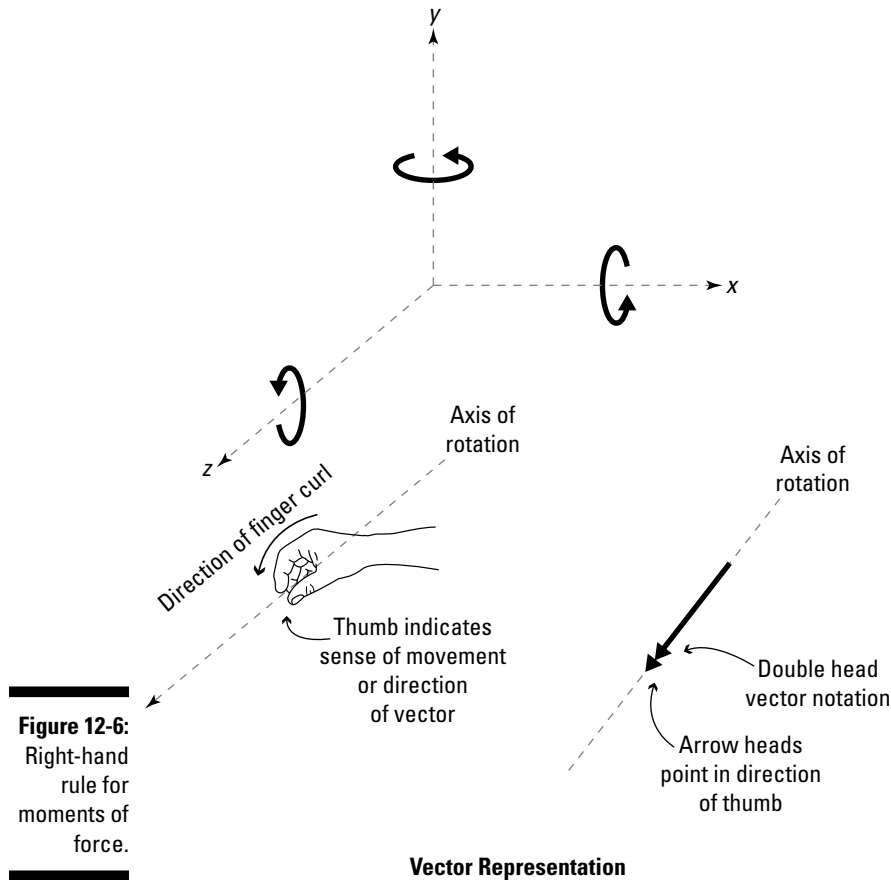 y
x
z
Axis of
rotation
Direction of finger curl
Thumb indicates
sense of movement
or direction
of vector
Axis of
rotation
Double head
vector notation
Arrow heads
point in direction
of thumb
Figure 12-6:
Right-hand
rule for
moments of
force.
Vector Representation